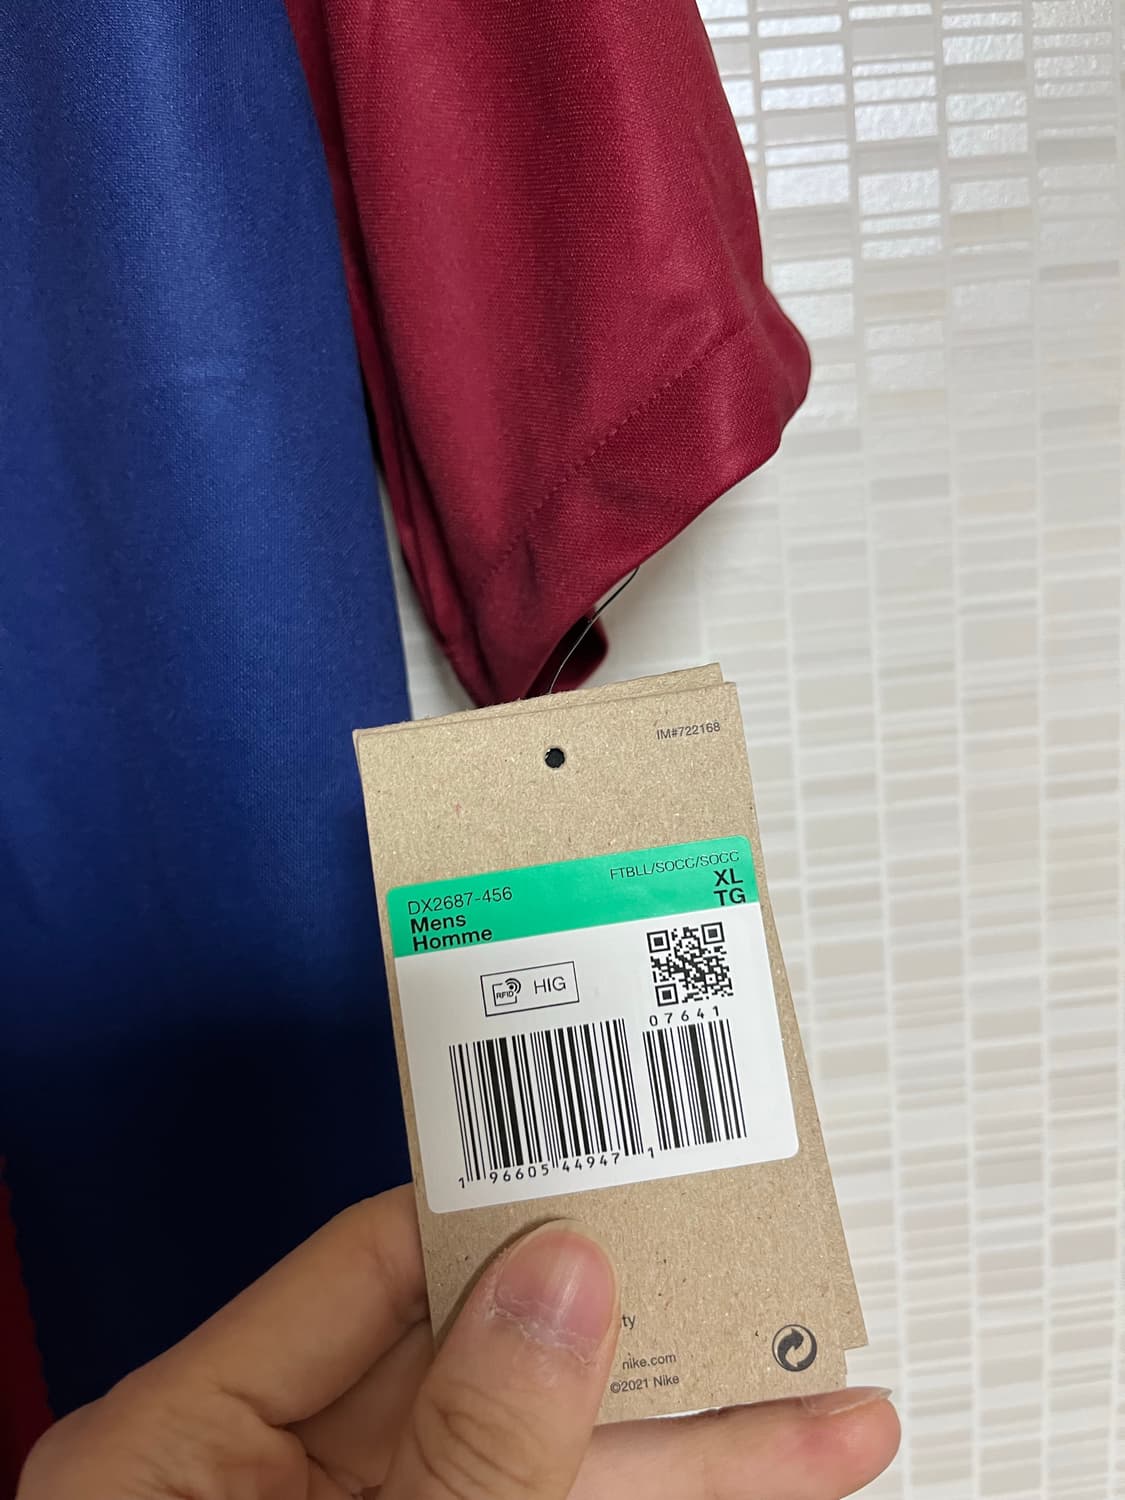 IM#722168
FTBLL/SOCC/SOCC
DX2687-456
XL
Mens
TG
Homme
RFID HIG
07641
1 96605 44947 1
ty
nike.com
©2021 Nike